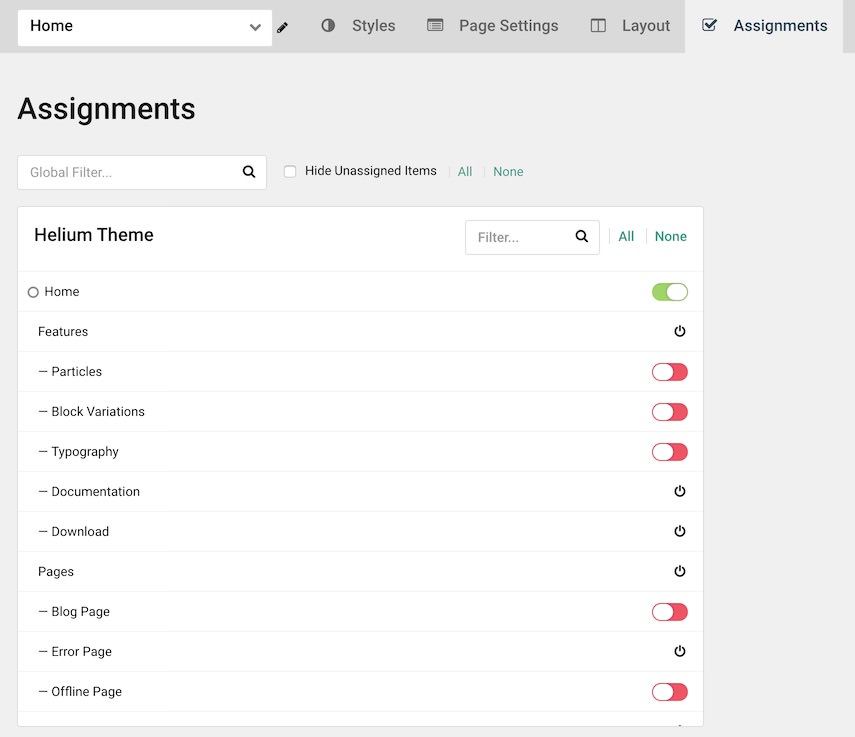 Home Styles Page Settings Layout Assignments
Assignments
Global Filter... Hide Unassigned Items All None
Helium Theme Filter... All None
Home
Features
— Particles
— Block Variations
— Typography
— Documentation
— Download
Pages
— Blog Page
— Error Page
— Offline Page